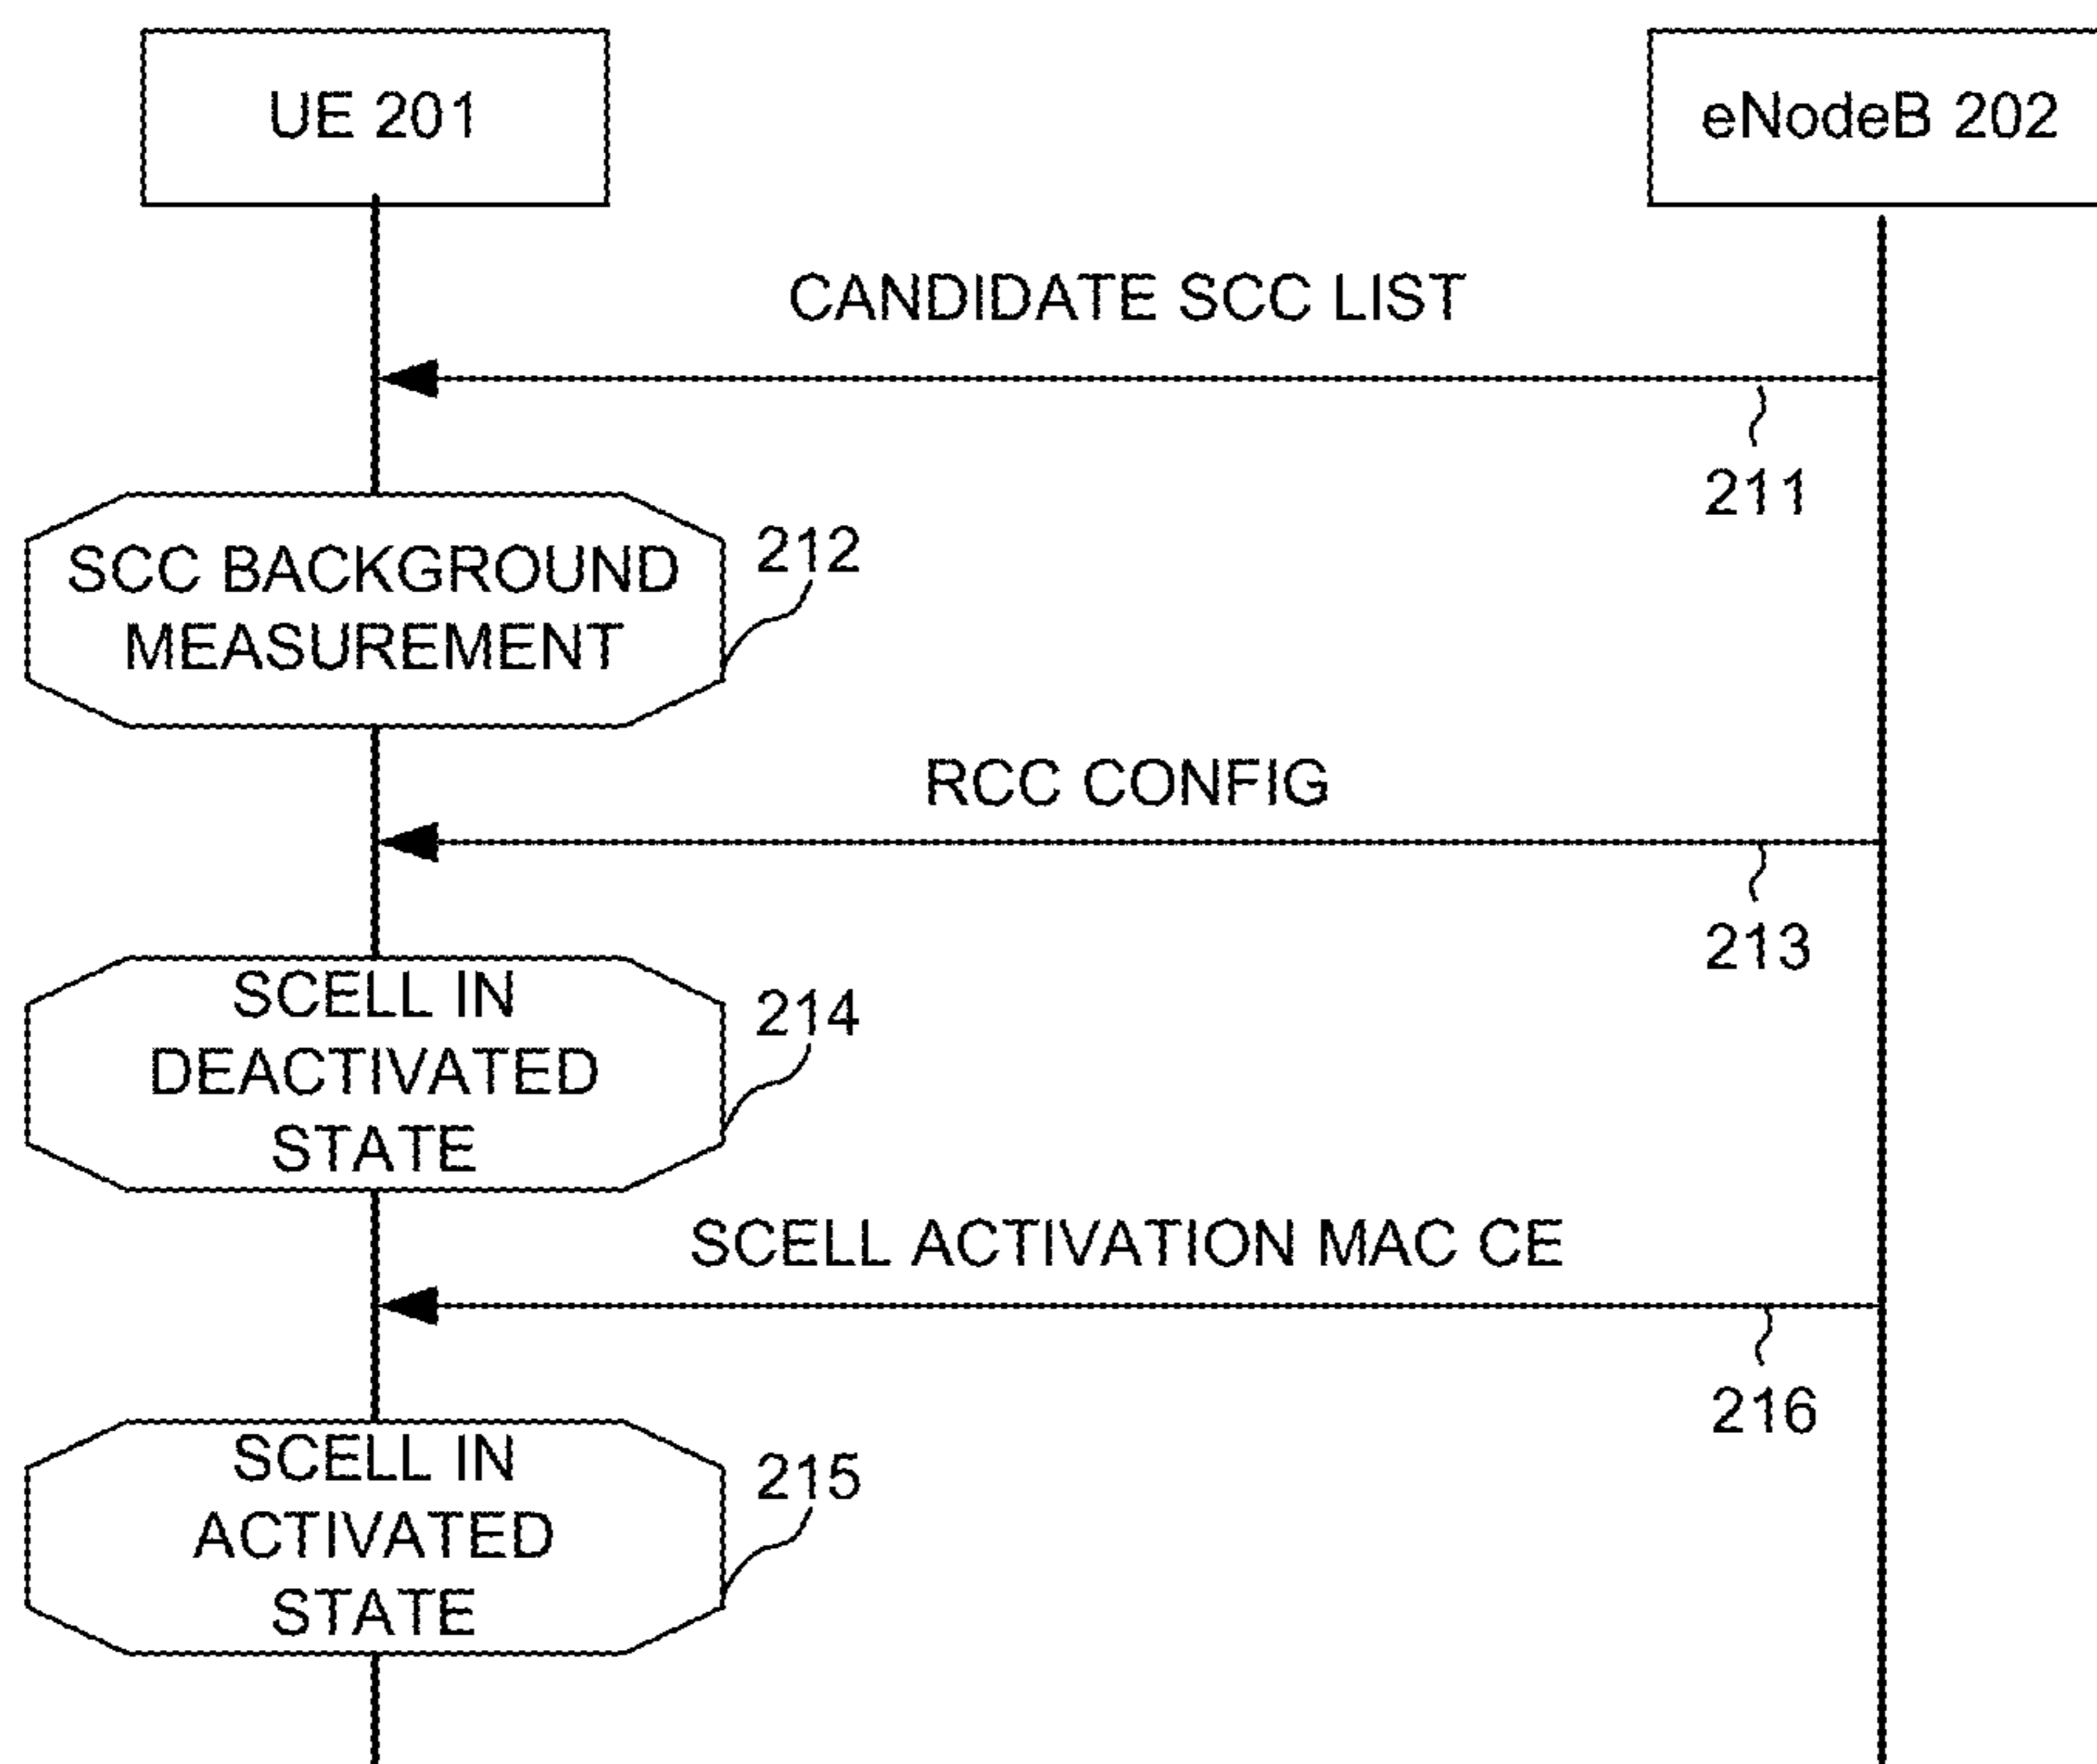 UE 201
eNodeB 202
CANDIDATE SCC LIST
211
SCC BACKGROUND
MEASUREMENT
212
RCC CONFIG
213
SCELL IN
DEACTIVATED
STATE
214
SCELL ACTIVATION MAC CE
216
SCELL IN
ACTIVATED
STATE
215